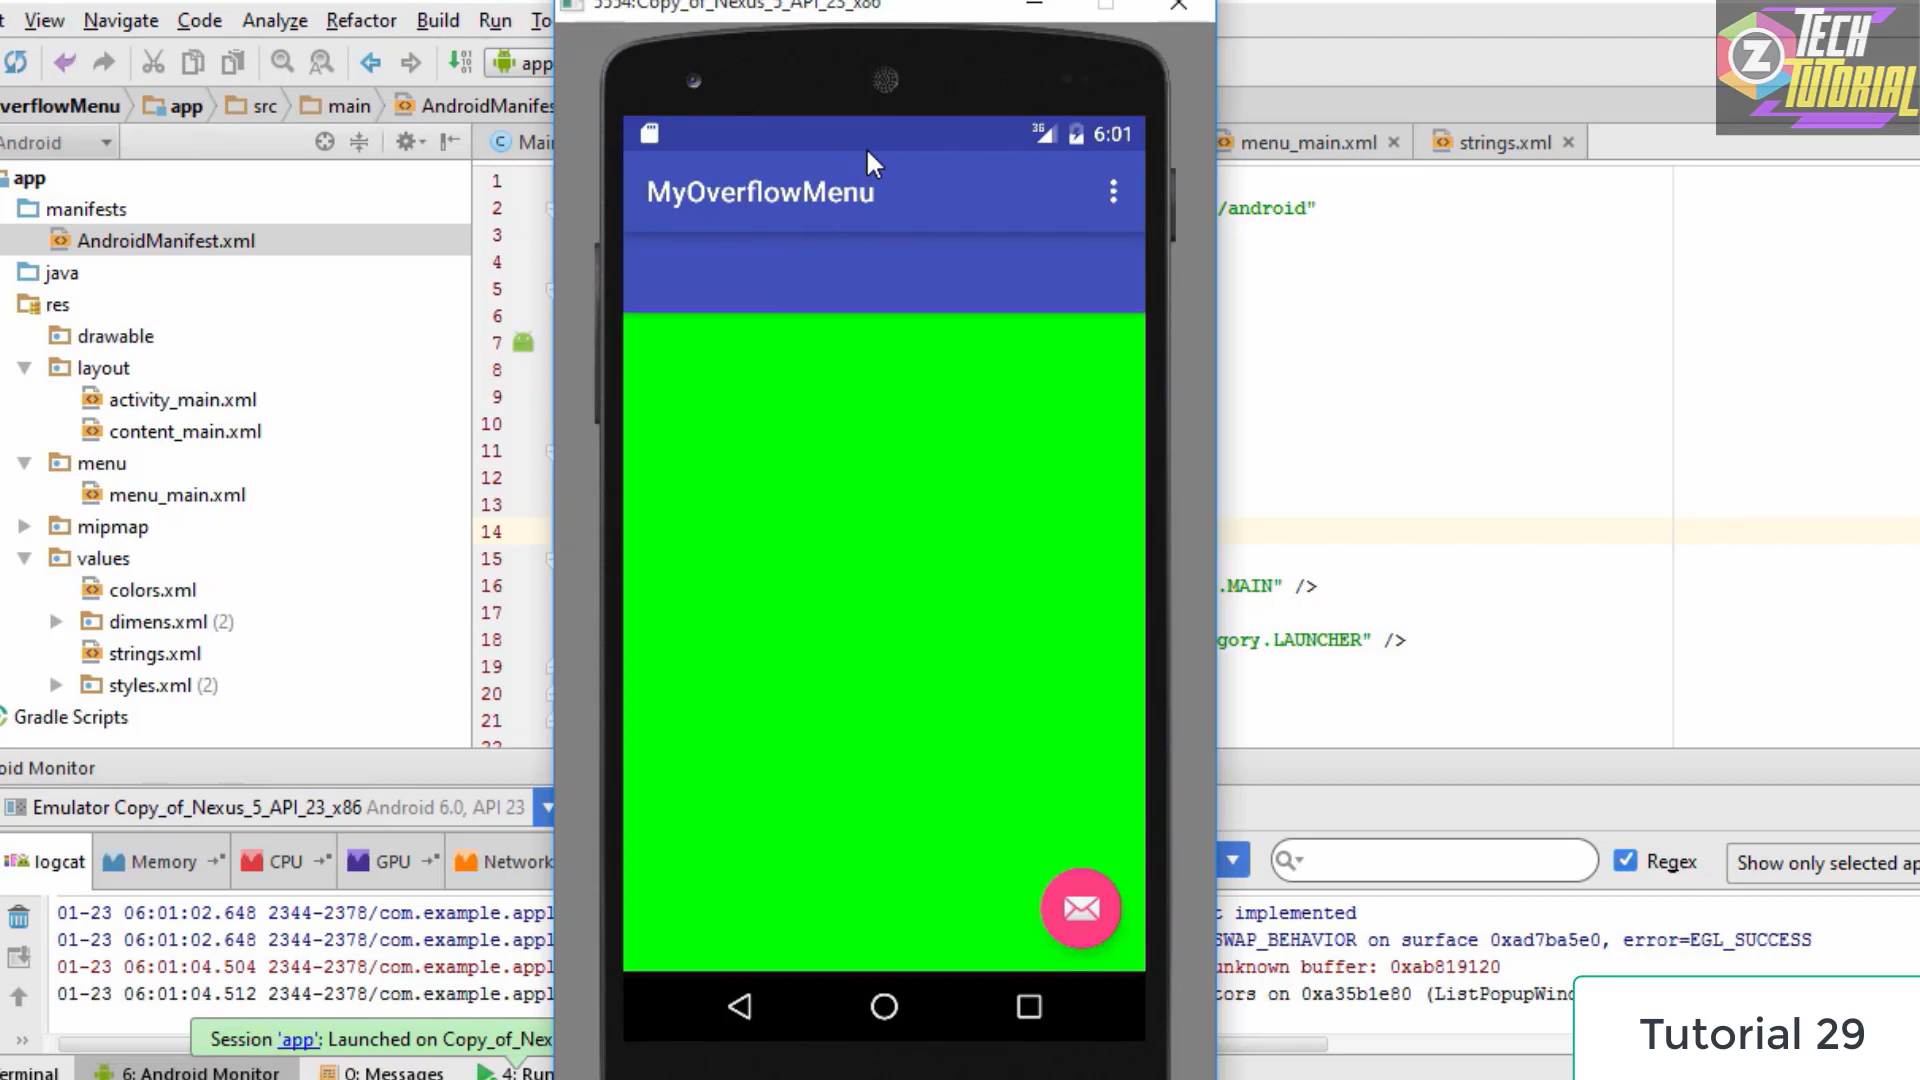 5554:Copy_of_Nexus_5_API_23_x86
View Navigate Code Analyze Refactor Build Run
app
verflowMenu app src main AndroidManifes
Android
Main
menu_main.xml
strings.xml
TECH
Z
TUTORIAL
3G
6:01
MyOverflowMenu
app
manifests
AndroidManifest.xml
java
res
drawable
layout
activity_main.xml
content_main.xml
menu
menu_main.xml
mipmap
values
colors.xml
dimens.xml (2)
strings.xml
styles.xml (2)
Gradle Scripts
1
2
3
4
5
6
7
8
9
10
11
12
13
14
15
16
17
18
19
20
21
22
/android"
.MAIN" />
gory.LAUNCHER" />
oid Monitor
Emulator Copy_of_Nexus_5_API_23_x86 Android 6.0, API 23
logcat Memory CPU GPU Network
Regex
Show only selected ap
01-23 06:01:02.648 2344-2378/com.example.appl
t implemented
01-23 06:01:02.648 2344-2378/com.example.appl
SWAP_BEHAVIOR on surface 0xad7ba5e0, error=EGL_SUCCESS
01-23 06:01:04.504 2344-2378/com.example.appl
unknown buffer: 0xab819120
01-23 06:01:04.512 2344-2378/com.example.appl
tors on 0xa35b1e80 (ListPopupWind
Session 'app': Launched on Copy_of_Nex
erminal 6: Android Monitor 0: Messages 4: Run
Tutorial 29